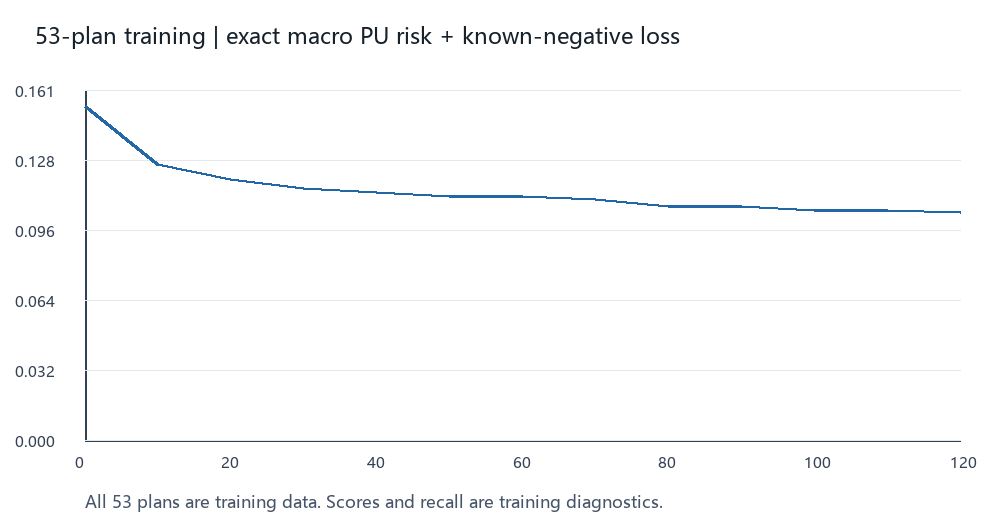 53-plan training | exact macro PU risk + known-negative loss
0.161
0.128
0.096
0.064
0.032
0.000
0 20 40 60 80 100 120
All 53 plans are training data. Scores and recall are training diagnostics.